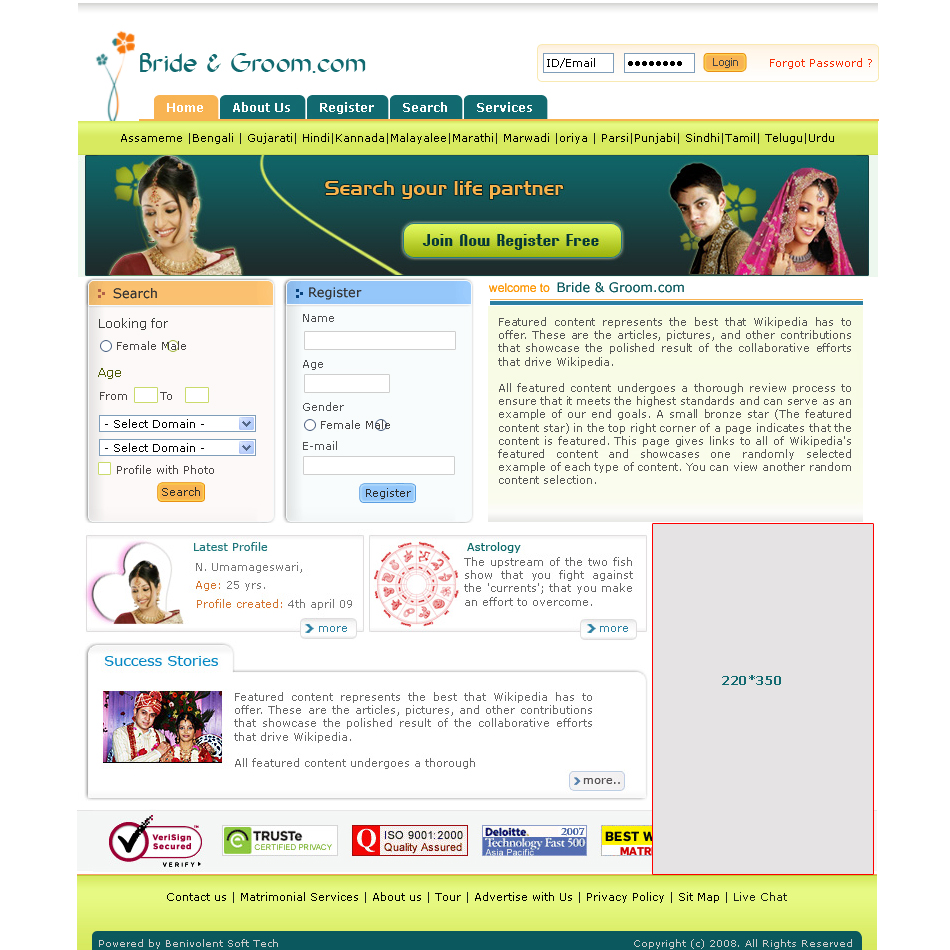 Bride & Groom.com
ID/Email
Login
Forgot Password ?
Home
About Us
Register
Search
Services
Assameme |Bengali | Gujarati| Hindi|Kannada|Malayalee|Marathi| Marwadi |oriya | Parsi|Punjabi| Sindhi|Tamil| Telugu|Urdu
Search your life partner
Join Now Register Free
Search
Looking for
Female Male
Age
From
To
- Select Domain -
- Select Domain -
Profile with Photo
Search
Register
Name
Age
Gender
Female Male
E-mail
Register
welcome to Bride & Groom.com
Featured content represents the best that Wikipedia has to
offer. These are the articles, pictures, and other contributions
that showcase the polished result of the collaborative efforts
that drive Wikipedia.
All featured content undergoes a thorough review process to
ensure that it meets the highest standards and can serve as an
example of our end goals. A small bronze star (The featured
content star) in the top right corner of a page indicates that the
content is featured. This page gives links to all of Wikipedia's
featured content and showcases one randomly selected
example of each type of content. You can view another random
content selection.
Latest Profile
N. Umamageswari,
Age: 25 yrs.
Profile created: 4th april 09
more
Astrology
The upstream of the two fish
show that you fight against
the 'currents'; that you make
an effort to overcome.
more
220*350
Success Stories
Featured content represents the best that Wikipedia has to
offer. These are the articles, pictures, and other contributions
that showcase the polished result of the collaborative efforts
that drive Wikipedia.
All featured content undergoes a thorough
more..
VeriSign
Secured
VERIFY
TRUSTe
CERTIFIED PRIVACY
Q
ISO 9001:2000
Quality Assured
Deloitte. 2007
Technology Fast 500
Asia Pacific
BEST W
MATR
Contact us | Matrimonial Services | About us | Tour | Advertise with Us | Privacy Policy | Sit Map | Live Chat
Powered by Benivolent Soft Tech
Copyright (c) 2008. All Rights Reserved